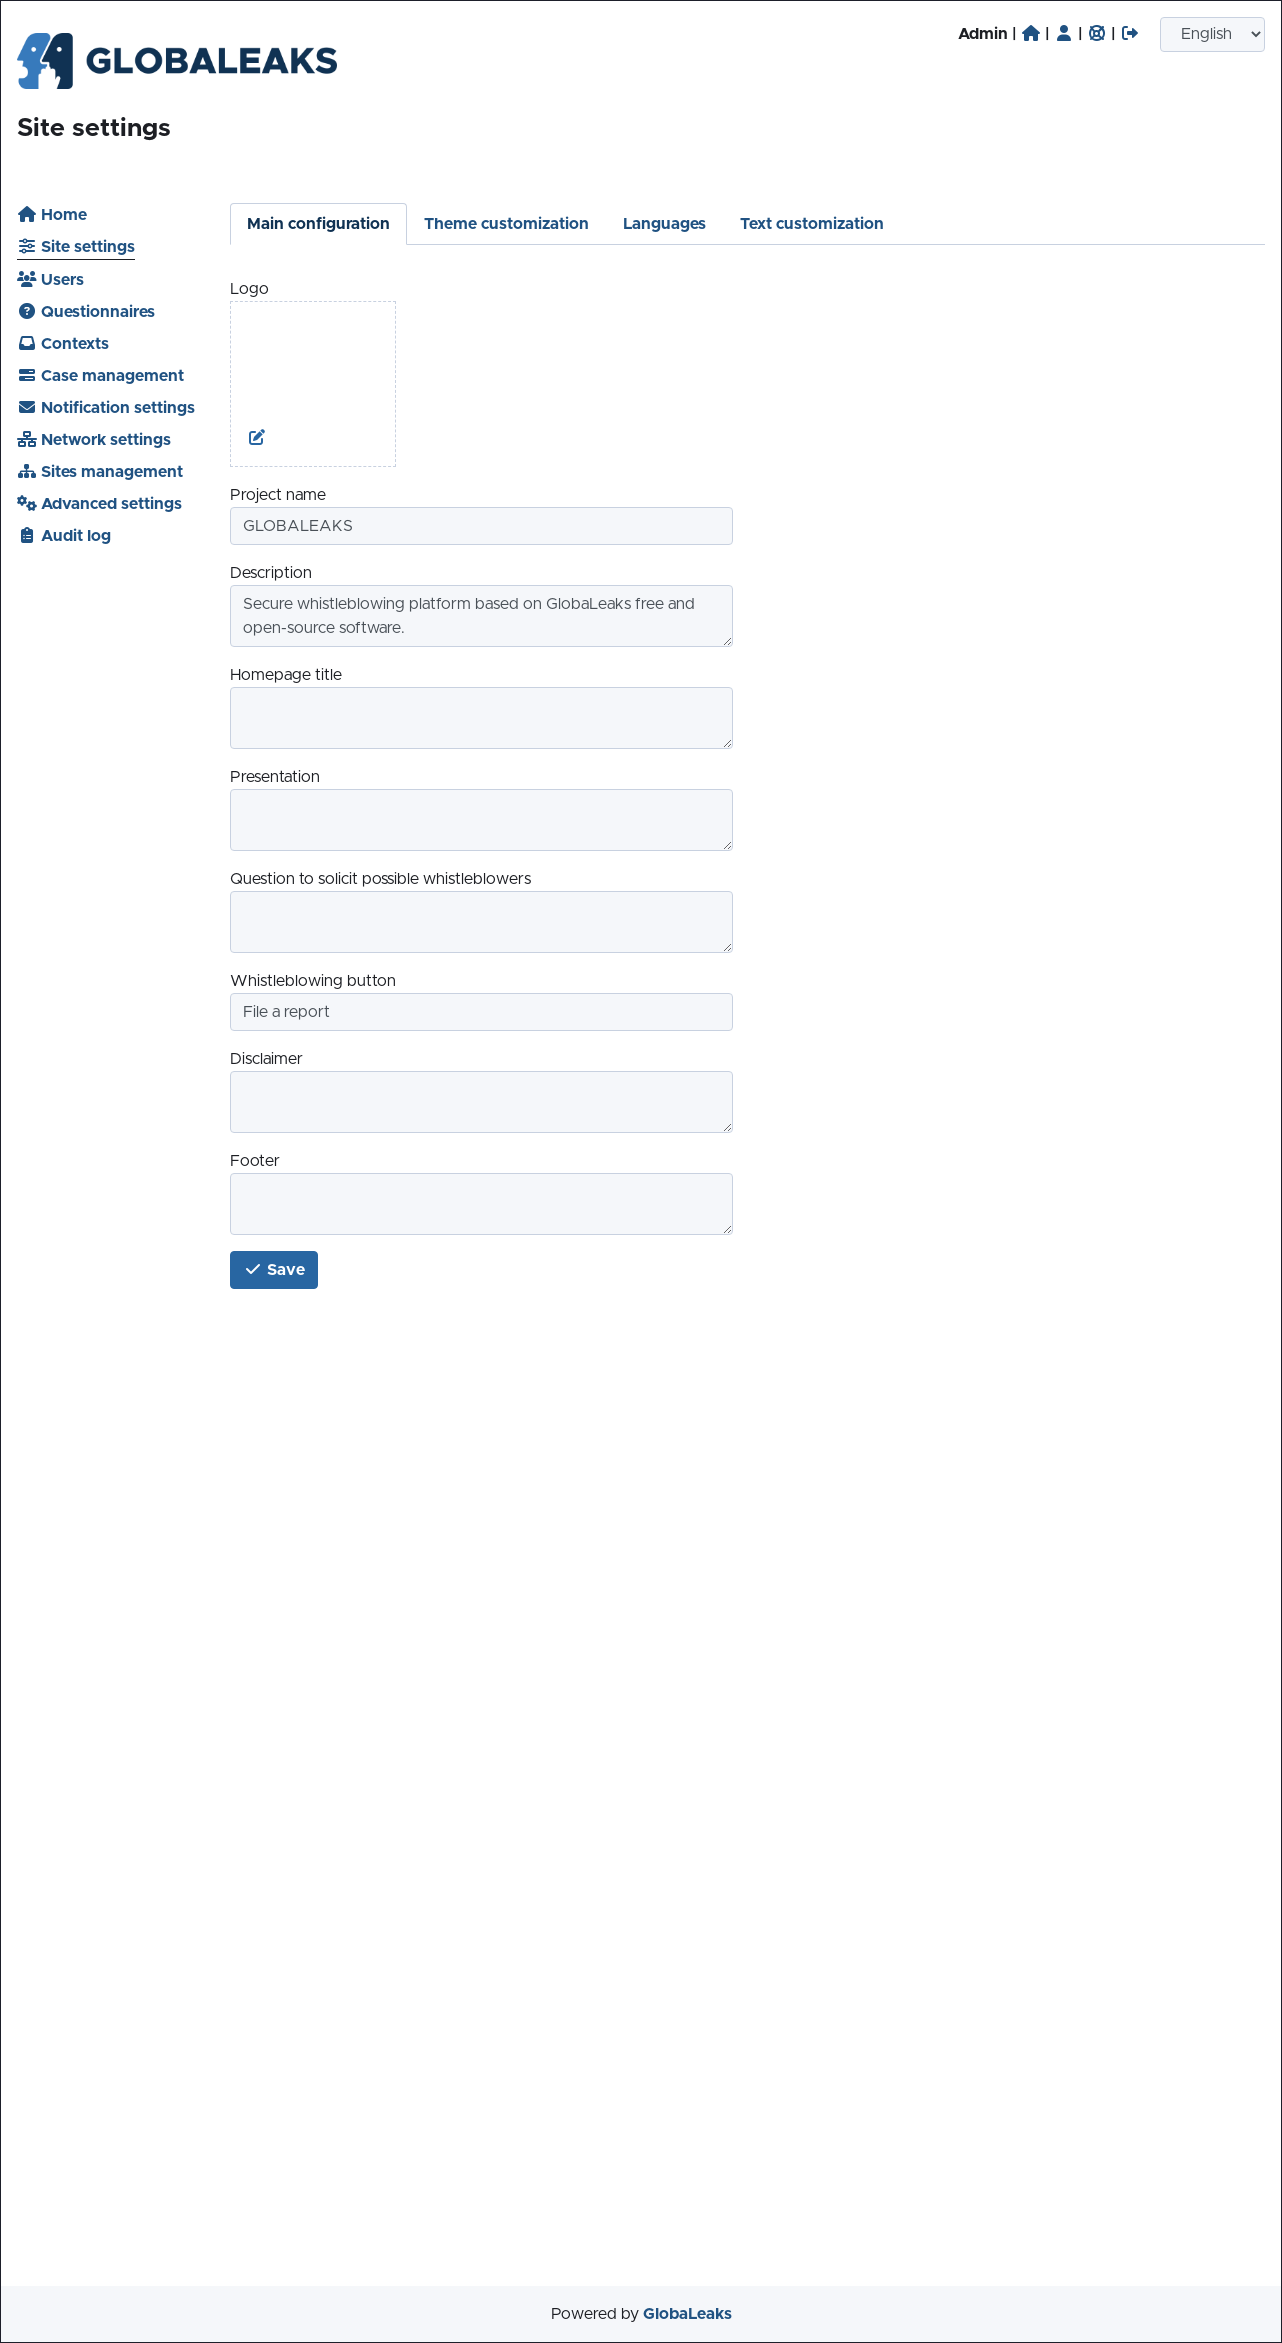 Admin | | | |
English
GLOBALEAKS
Site settings
Home
Site settings
Users
Questionnaires
Contexts
Case management
Notification settings
Network settings
Sites management
Advanced settings
Audit log
Main configuration
Theme customization
Languages
Text customization
Logo
Project name
GLOBALEAKS
Description
Secure whistleblowing platform based on GlobaLeaks free and
open-source software.
Homepage title
Presentation
Question to solicit possible whistleblowers
Whistleblowing button
File a report
Disclaimer
Footer
Save
Powered by GlobaLeaks